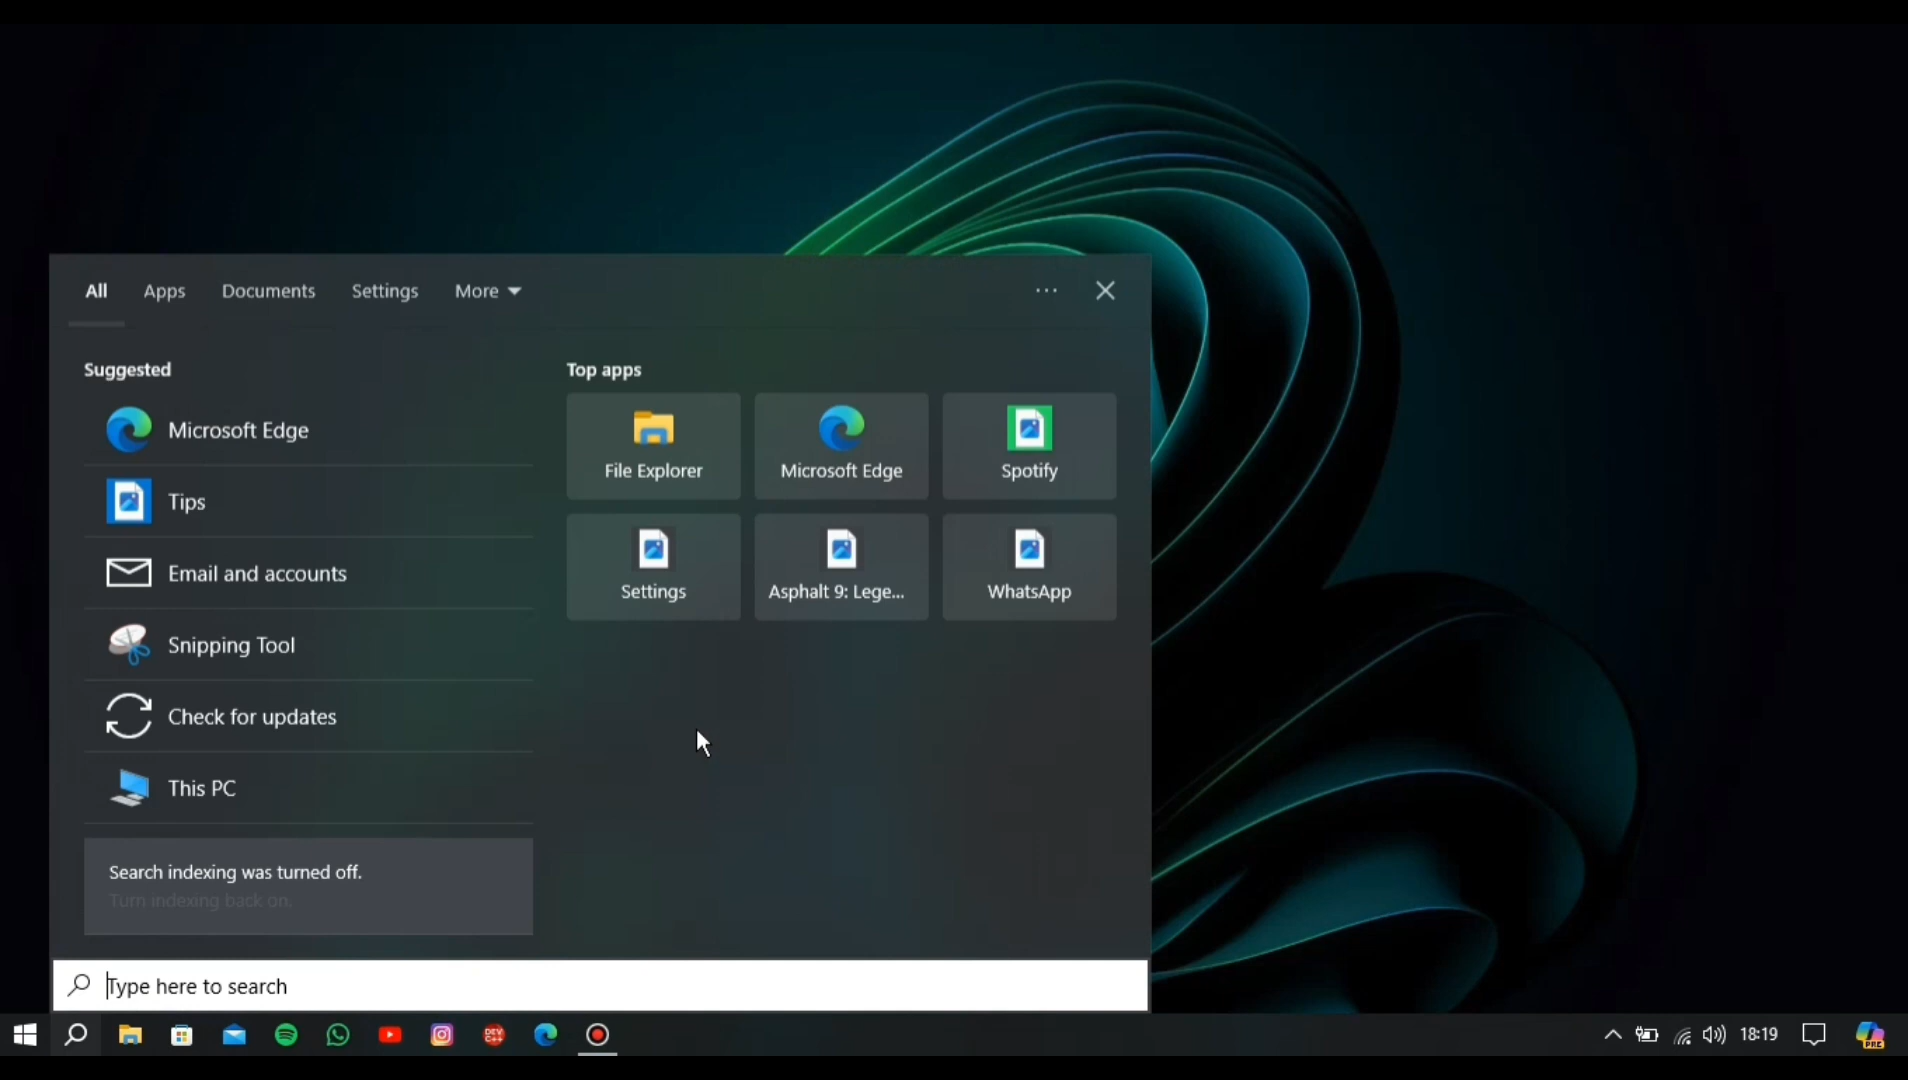 All Apps Documents Settings More
Suggested
Microsoft Edge
Tips
Email and accounts
Snipping Tool
Check for updates
This PC
Search indexing was turned off.
Turn indexing back on.
Top apps
File Explorer
Microsoft Edge
Spotify
Settings
Asphalt 9: Lege...
WhatsApp
Type here to search
DEV
C++
18:19
PRE